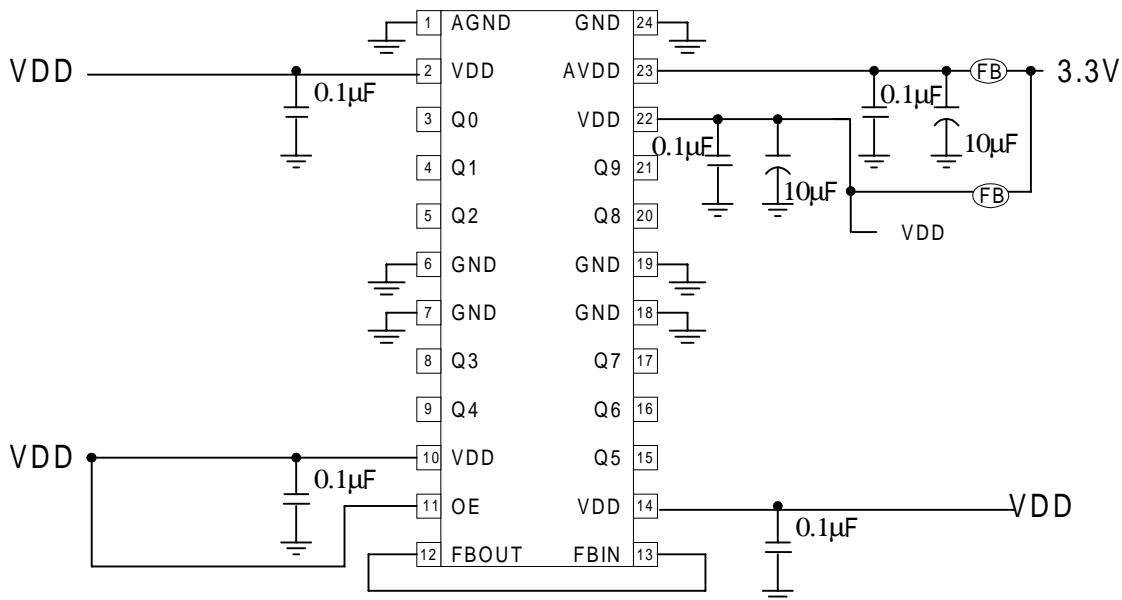 1 AGND GND 24
VDD 2 VDD AVDD 23 FB 3.3V
0.1µF 0.1µF
10µF
3 Q0 VDD 22
0.1µF
10µF
4 Q1 Q9 21
FB
5 Q2 Q8 20
VDD
6 GND GND 19
7 GND GND 18
8 Q3 Q7 17
9 Q4 Q6 16
VDD 10 VDD Q5 15
0.1µF
11 OE VDD 14 VDD
0.1µF
12 FBOUT FBIN 13